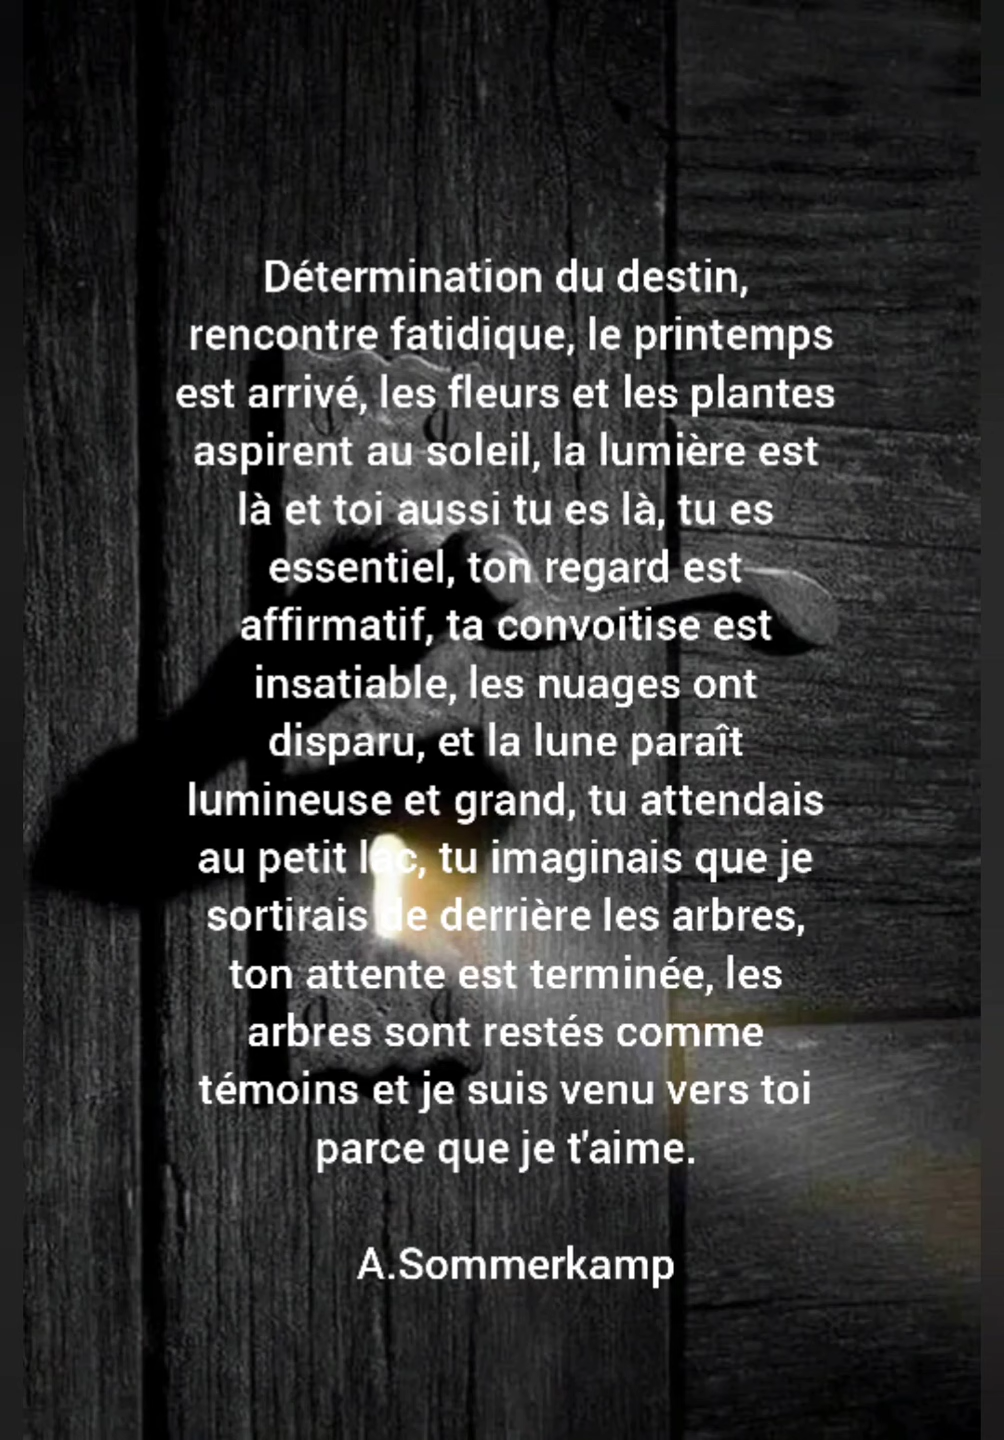 Détermination du destin,
rencontre fatidique, le printemps
est arrivé, les fleurs et les plantes
aspirent au soleil, la lumière est
là et toi aussi tu es là, tu es
essentiel, ton regard est
affirmatif, ta convoitise est
insatiable, les nuages ont
disparu, et la lune paraît
lumineuse et grand, tu attendais
au petit lac, tu imaginais que je
sortirais de derrière les arbres,
ton attente est terminée, les
arbres sont restés comme
témoins et je suis venu vers toi
parce que je t'aime.
A.Sommerkamp